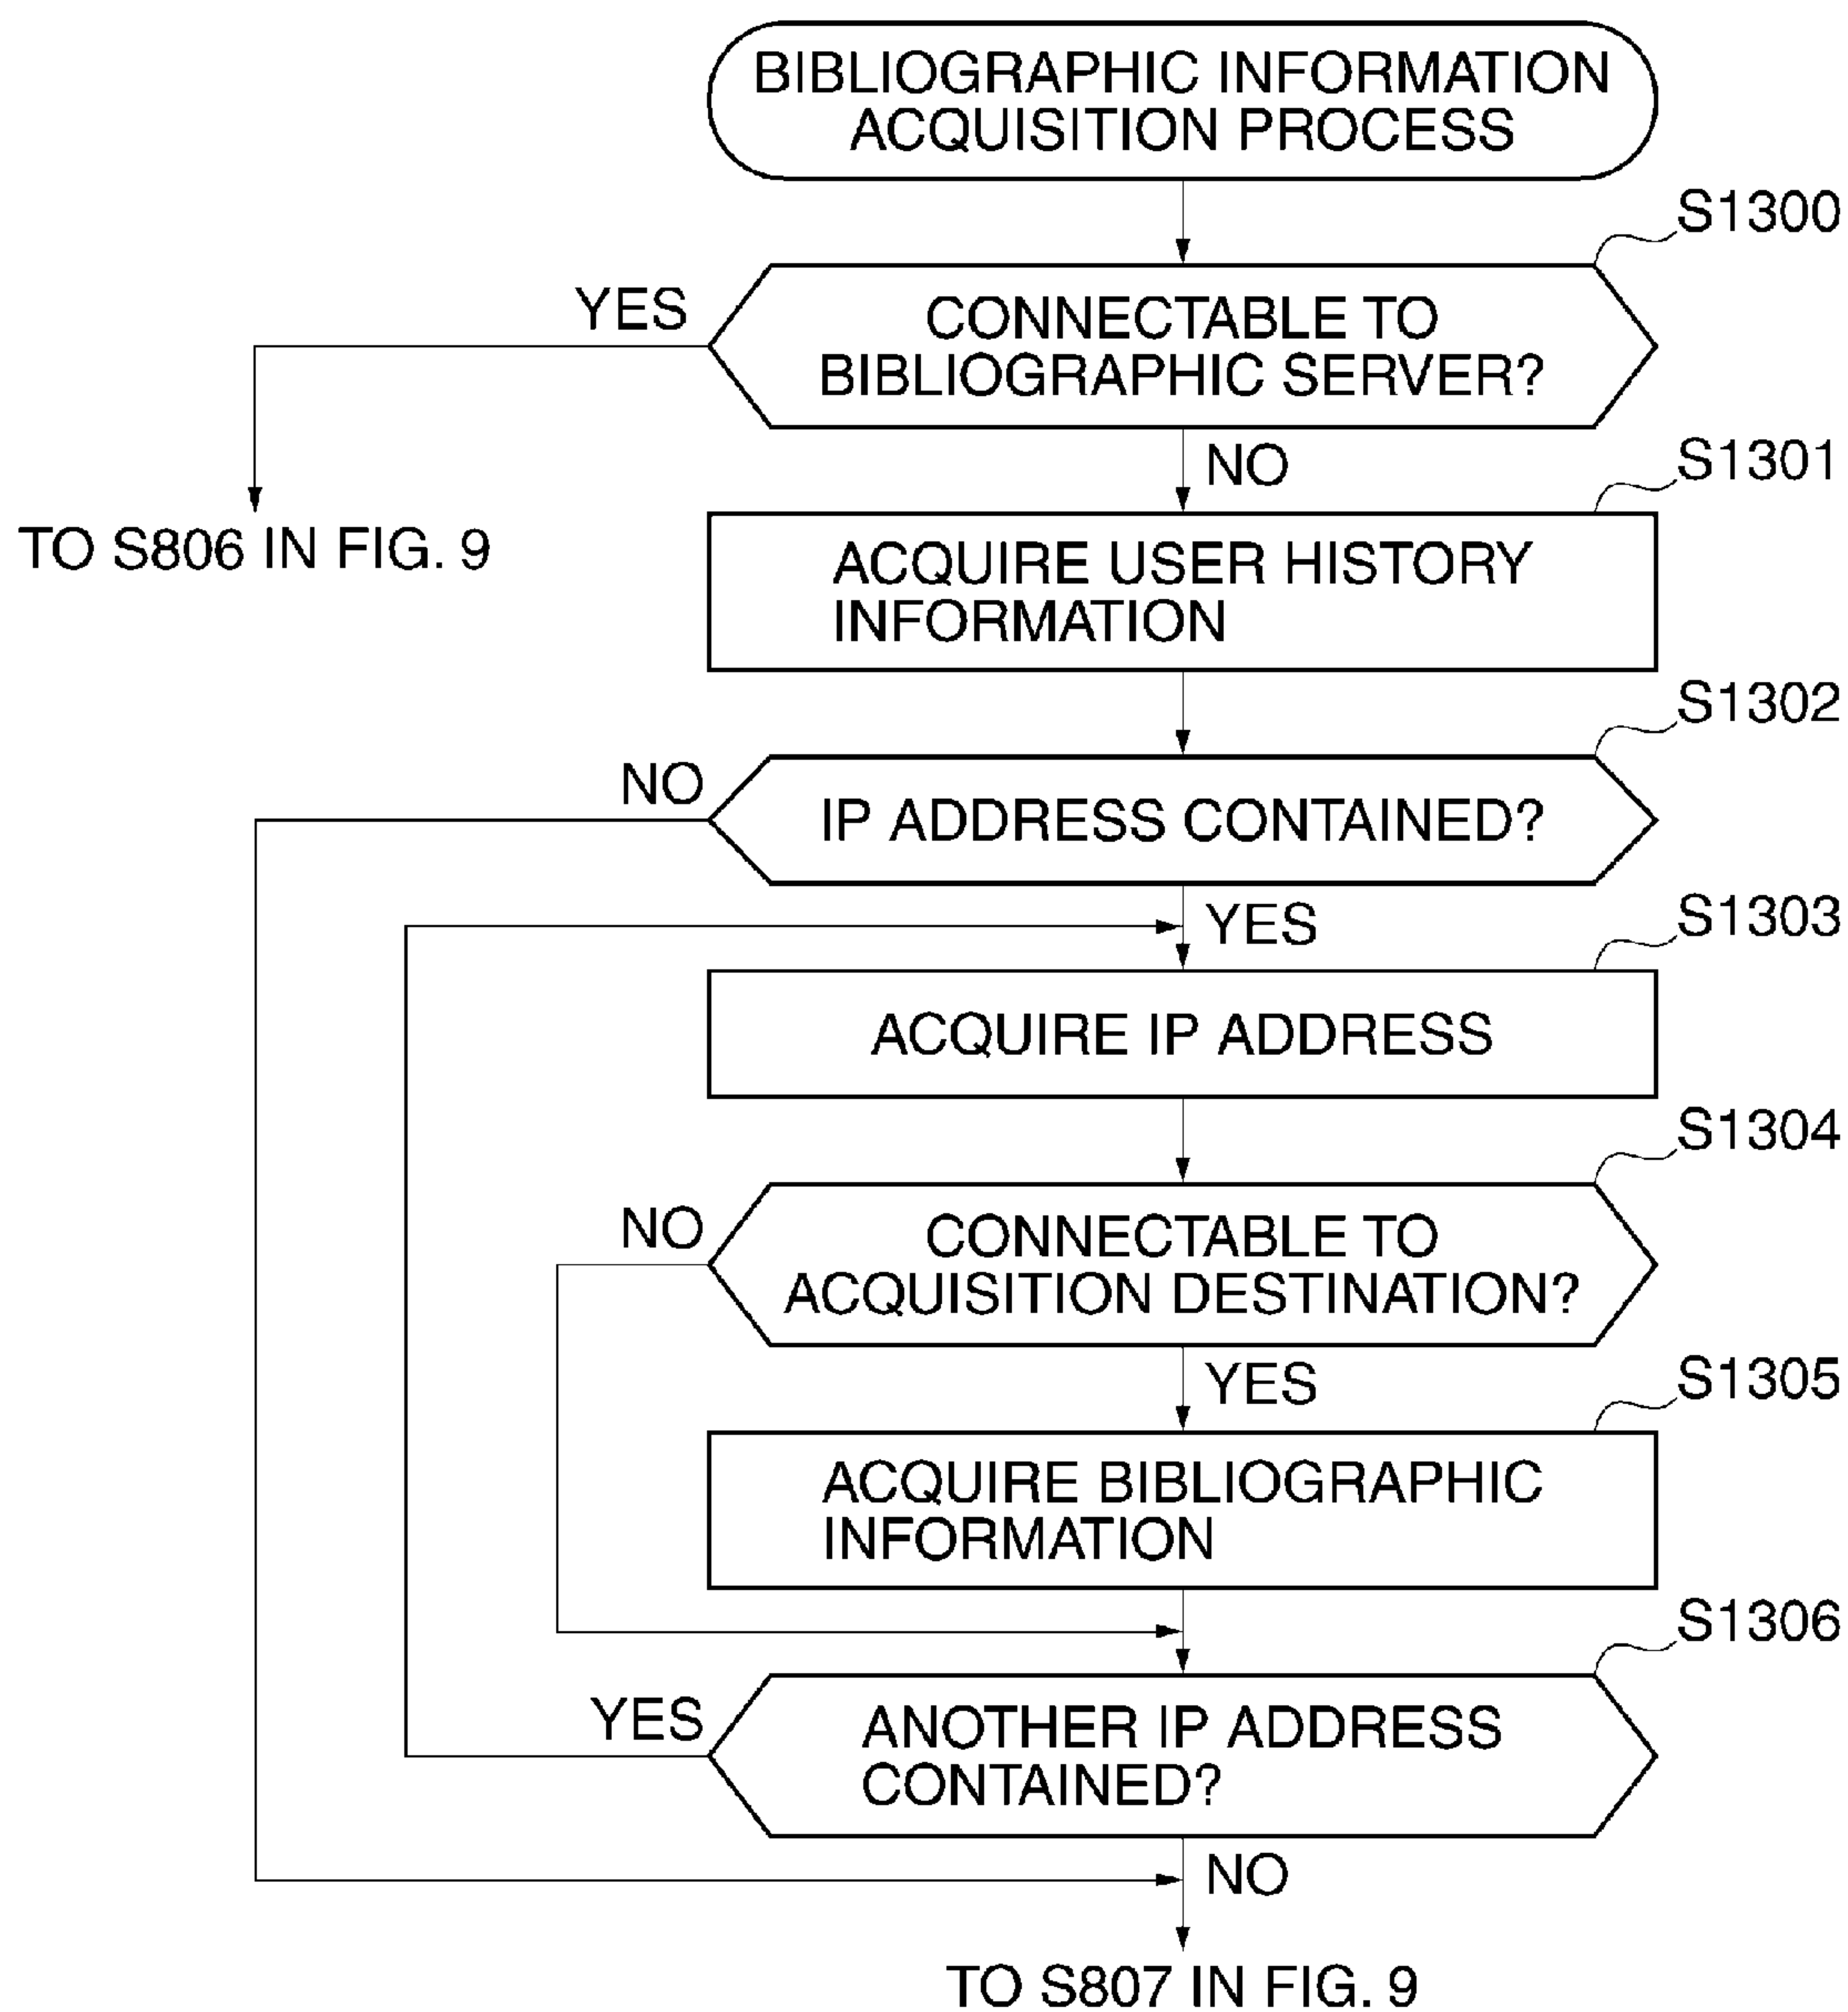 BIBLIOGRAPHIC INFORMATION
ACQUISITION PROCESS
S1300
YES
CONNECTABLE TO
BIBLIOGRAPHIC SERVER?
NO
S1301
TO S806 IN FIG. 9
ACQUIRE USER HISTORY
INFORMATION
S1302
NO
IP ADDRESS CONTAINED?
YES
S1303
ACQUIRE IP ADDRESS
S1304
NO
CONNECTABLE TO
ACQUISITION DESTINATION?
YES
S1305
ACQUIRE BIBLIOGRAPHIC
INFORMATION
S1306
YES
ANOTHER IP ADDRESS
CONTAINED?
NO
TO S807 IN FIG. 9